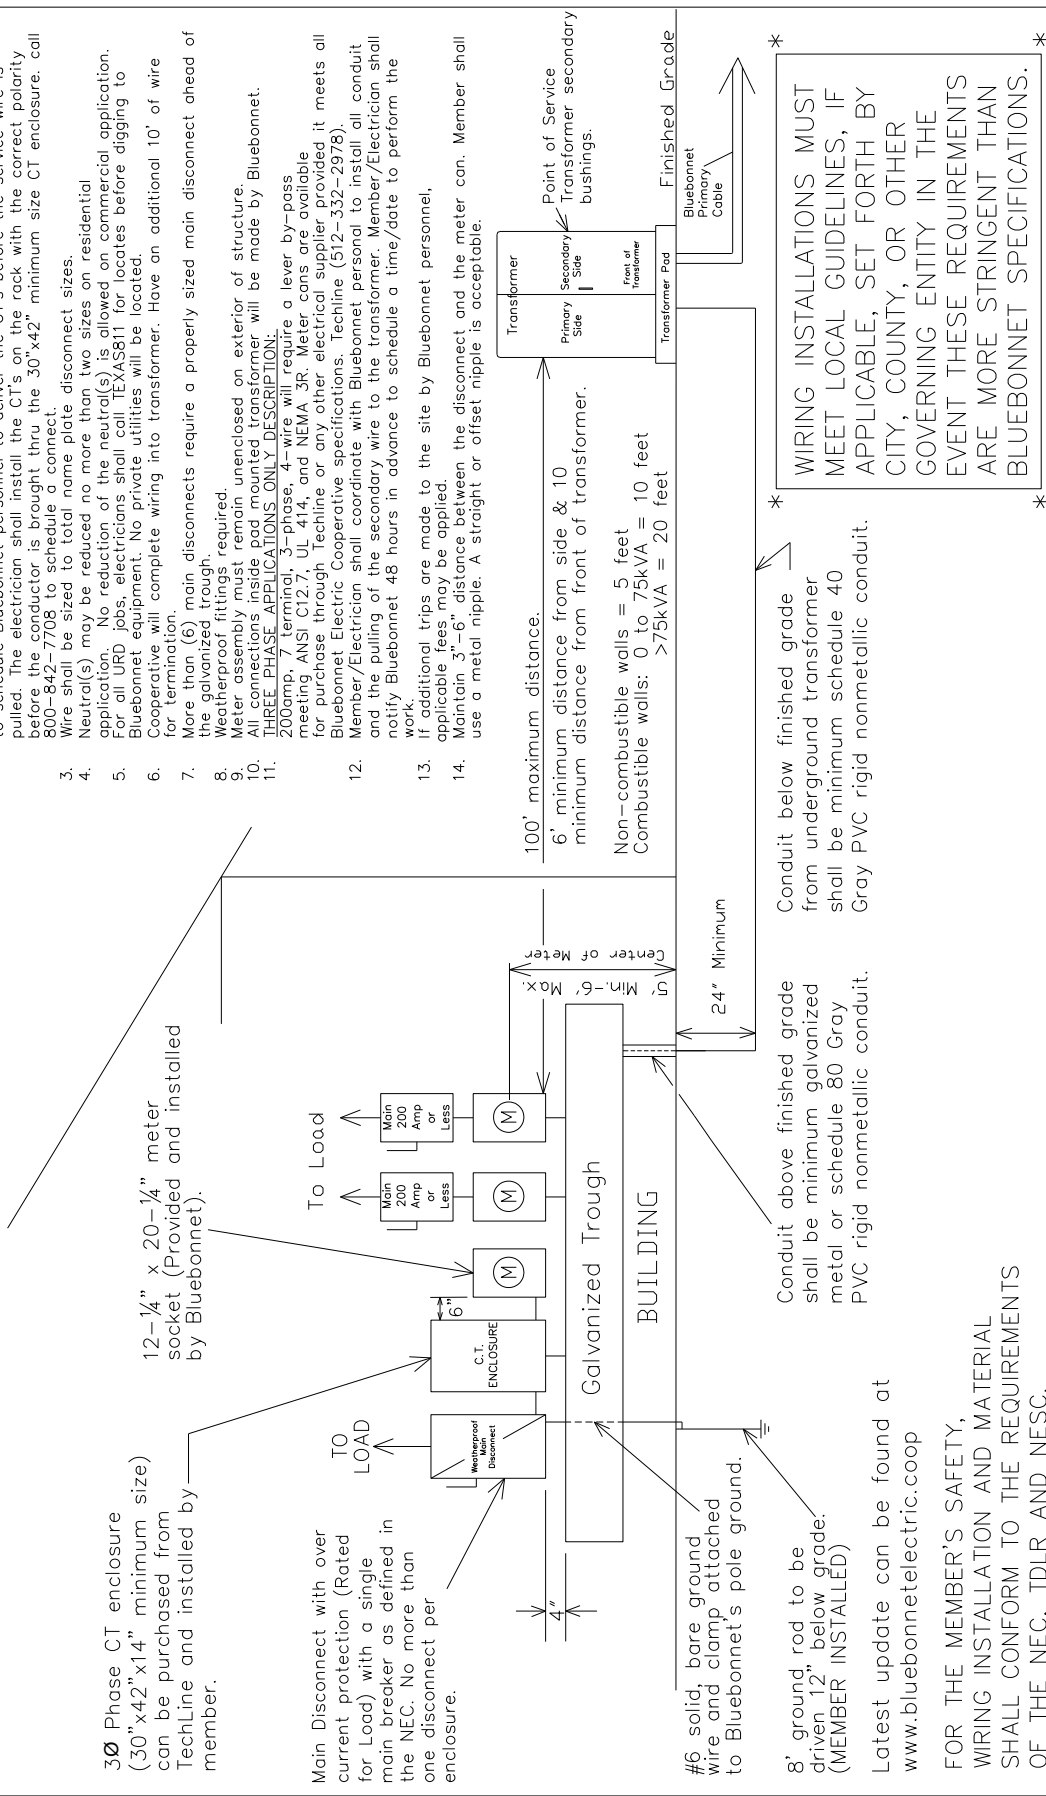 to schedule Bluebonnet personnel to deliver the CT's before the service wire is
pulled. The electrician shall install the CT's on the rack with the correct polarity
before the conductor is brought thru the 30"x42" minimum size CT enclosure. call
800-842-7708 to schedule a connect.
3. Wire shall be sized to total name plate disconnect sizes.
4. Neutral(s) may be reduced no more than two sizes on residential
application. No reduction of the neutral(s) is allowed on commercial application.
5. For all URD jobs, electricians shall call TEXAS811 for locates before digging to
Bluebonnet equipment. No private utilities will be located.
6. Cooperative will complete wiring into transformer. Have an additional 10' of wire
for termination.
7. More than (6) main disconnects require a properly sized main disconnect ahead of
the galvanized trough.
8. Weatherproof fittings required.
9. Meter assembly must remain unenclosed on exterior of structure.
10. All connections inside pad mounted transformer will be made by Bluebonnet.
11. THREE PHASE APPLICATIONS ONLY DESCRIPTION:
200amp, 7 terminal, 3-phase, 4-wire will require a lever by-pass
meeting ANSI C12.7, UL 414, and NEMA 3R. Meter cans are available
for purchase through Techline or any other electrical supplier provided it meets all
Bluebonnet Electric Cooperative specifications. Techline (512-332-2978).
12. Member/Electrician shall coordinate with Bluebonnet personal to install all conduit
and the pulling of the secondary wire to the transformer. Member/Electrician shall
notify Bluebonnet 48 hours in advance to schedule a time/date to perform the
work.
13. If additional trips are made to the site by Bluebonnet personnel,
applicable fees may be applied.
14. Maintain 3"-6" distance between the disconnect and the meter can. Member shall
use a metal nipple. A straight or offset nipple is acceptable.
3Ø Phase CT enclosure
(30"x42"x14" minimum size)
can be purchased from
TechLine and installed by
member.
12-¼" x 20-¼" meter
socket (Provided and installed
by Bluebonnet).
Main Disconnect with over
current protection (Rated
for Load) with a single
main breaker as defined in
the NEC. No more than
one disconnect per
enclosure.
TO
LOAD
To Load
Weatherproof
Main
Disconnect
C.T.
ENCLOSURE
6"
M
Main
200
Amp
or
Less
M
Main
200
Amp
or
Less
M
4"
Galvanized Trough
BUILDING
5' Min.-6' Max.
Center of Meter
24" Minimum
100' maximum distance.
6' minimum distance from side & 10
minimum distance from front of transformer.
Non-combustible walls = 5 feet
Combustible walls: 0 to 75kVA = 10 feet
>75kVA = 20 feet
Transformer
Primary
Side
Secondary
Side
Front of
Transformer
Transformer Pad
Point of Service
Transformer secondary
bushings.
Finished Grade
Bluebonnet
Primary
Cable
#6 solid, bare ground
wire and clamp attached
to Bluebonnet's pole ground.
8' ground rod to be
driven 12" below grade.
(MEMBER INSTALLED)
Conduit above finished grade
shall be minimum galvanized
metal or schedule 80 Gray
PVC rigid nonmetallic conduit.
Conduit below finished grade
from underground transformer
shall be minimum schedule 40
Gray PVC rigid nonmetallic conduit.
Latest update can be found at
www.bluebonnetelectric.coop
FOR THE MEMBER'S SAFETY,
WIRING INSTALLATION AND MATERIAL
SHALL CONFORM TO THE REQUIREMENTS
OF THE NEC, TDLR AND NESC.
* *
WIRING INSTALLATIONS MUST
MEET LOCAL GUIDELINES, IF
APPLICABLE, SET FORTH BY
CITY, COUNTY, OR OTHER
GOVERNING ENTITY IN THE
EVENT THESE REQUIREMENTS
ARE MORE STRINGENT THAN
BLUEBONNET SPECIFICATIONS.
* *